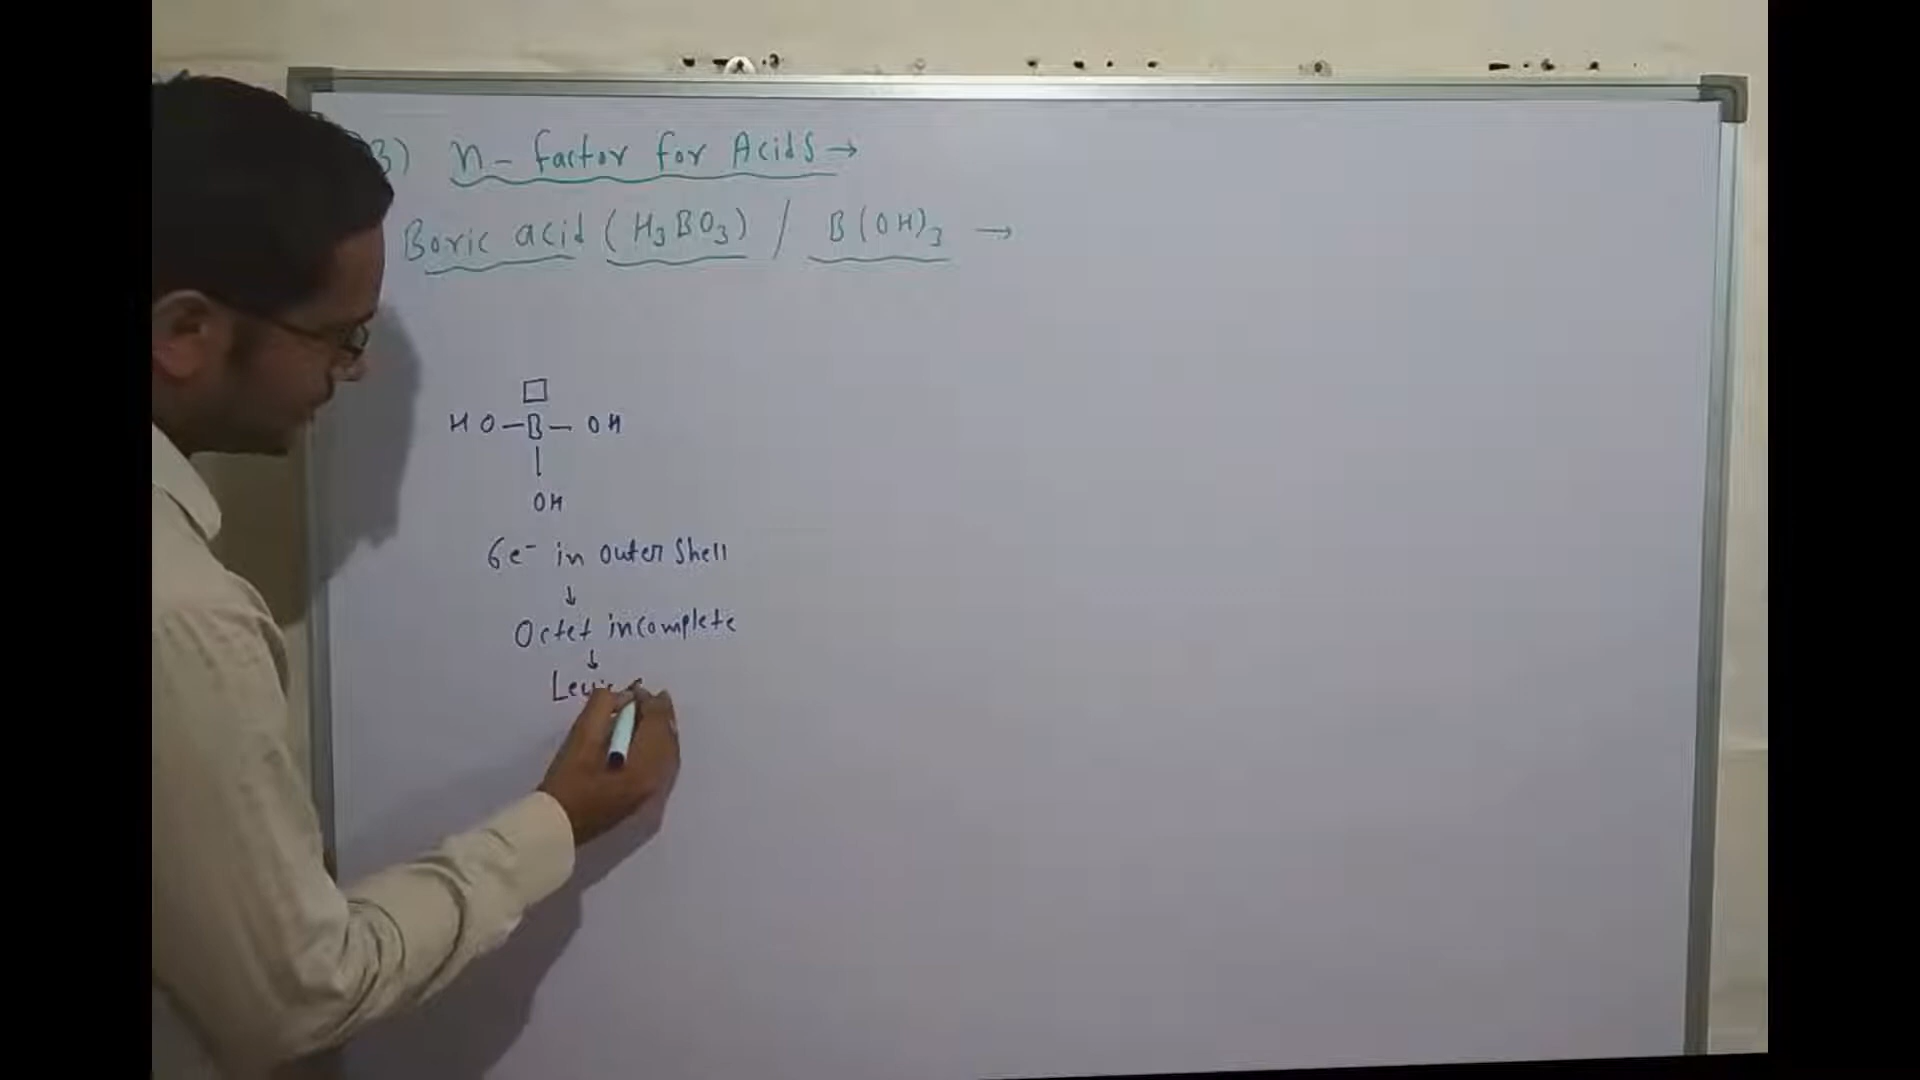 3) n- factor for Acids →
Boric acid (H₃BO₃) / B(OH)₃ →
HO-B-OH
OH
6e⁻ in outer shell
↓
Octet incomplete
↓